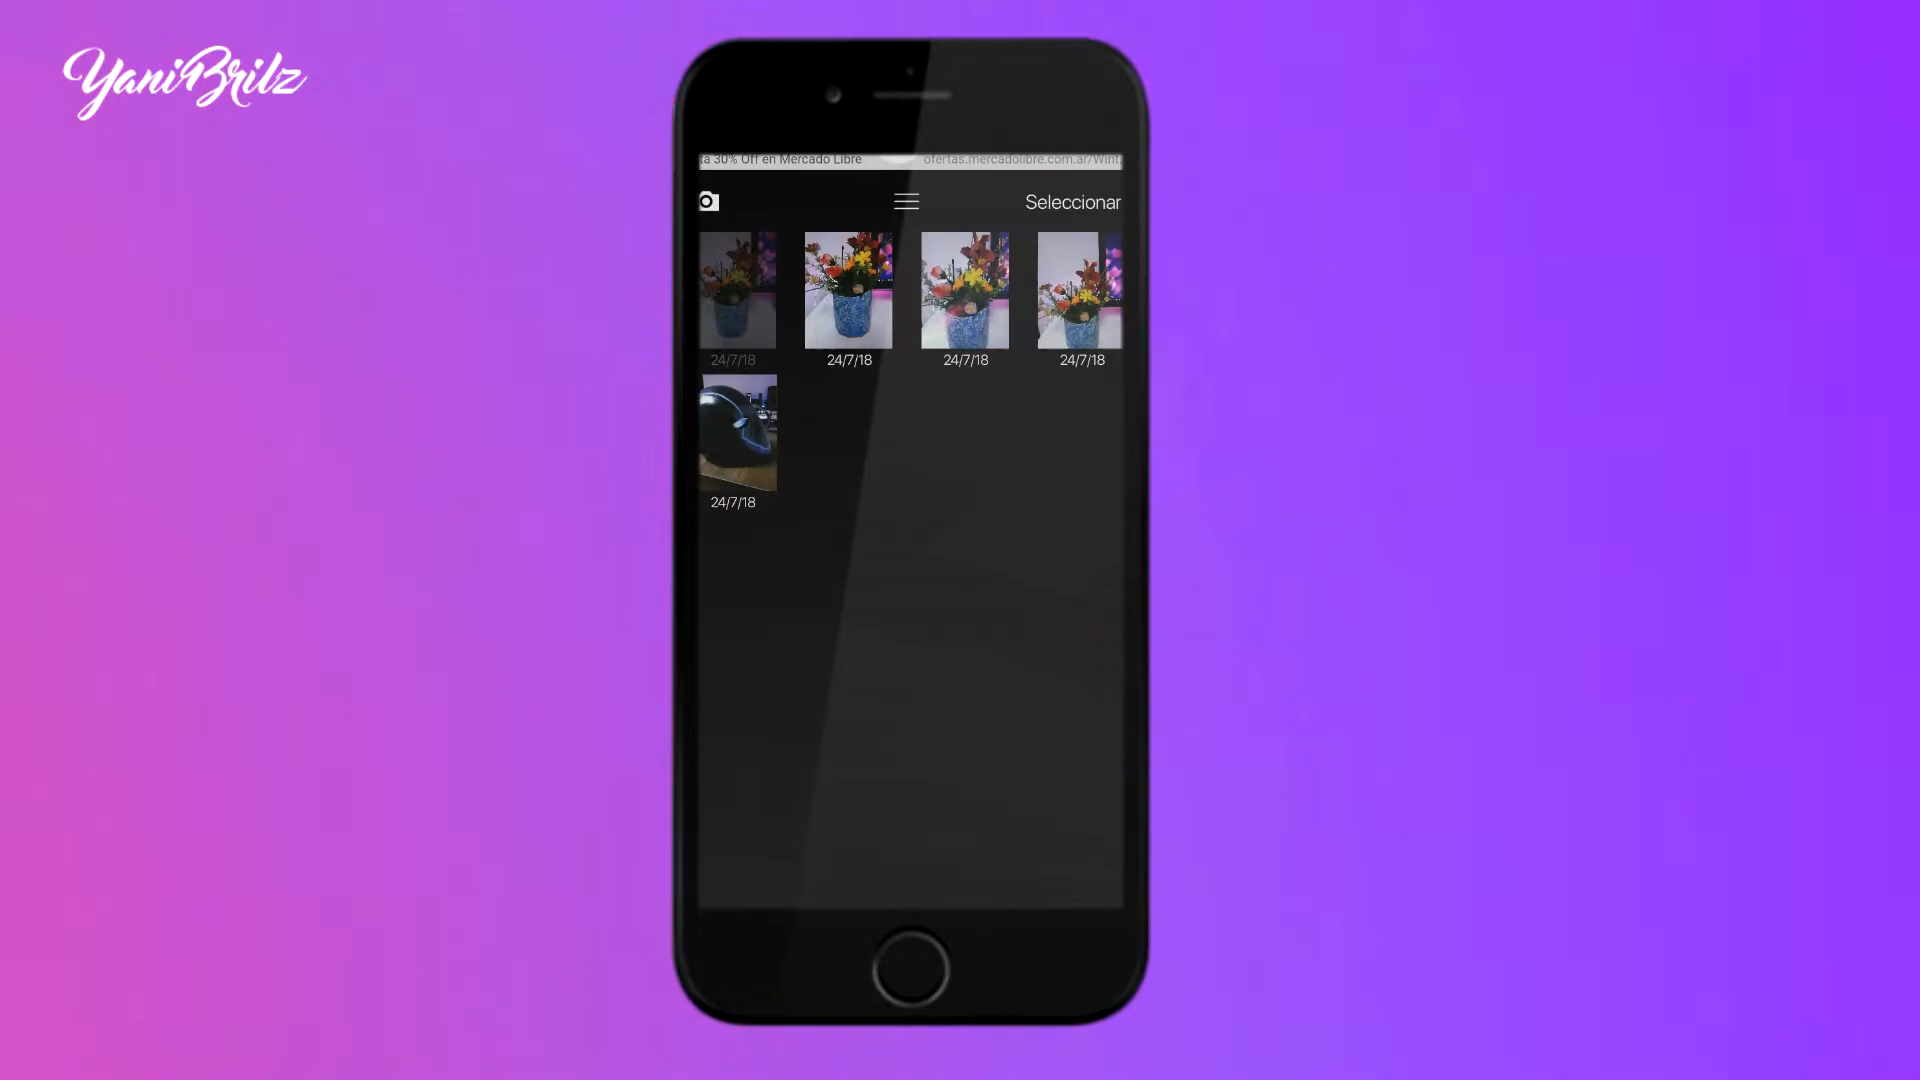 YaniBrilz
ta 30% Off en Mercado Libre
ofertas.mercadolibre.com.ar/Wint
Seleccionar
24/7/18
24/7/18
24/7/18
24/7/18
24/7/18